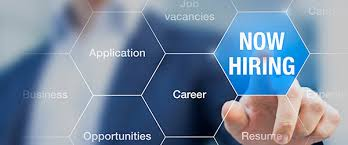 Job
vacancies
Application
NOW
HIRING
Business
Career
Opportunities
Resume